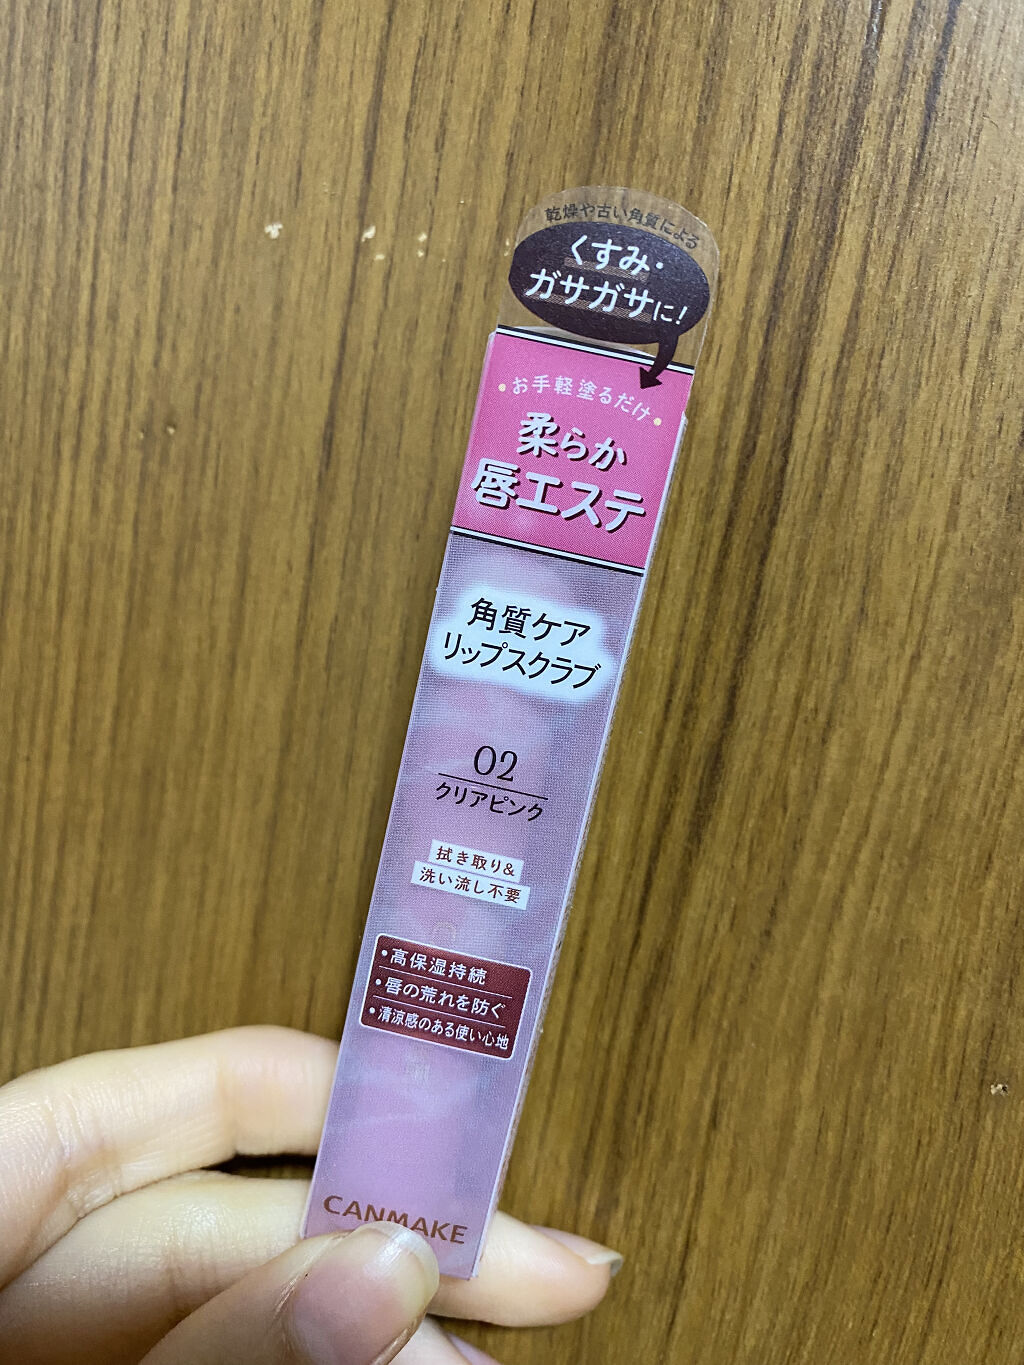 乾燥や古い角質による
くすみ・
ガサガサに!
お手軽塗るだけ
柔らか
唇エステ
角質ケア
リップスクラブ
02
クリアピンク
拭き取り&
洗い流し不要
・高保湿持続
・唇の荒れを防ぐ
・清涼感のある使い心地
CANMAKE